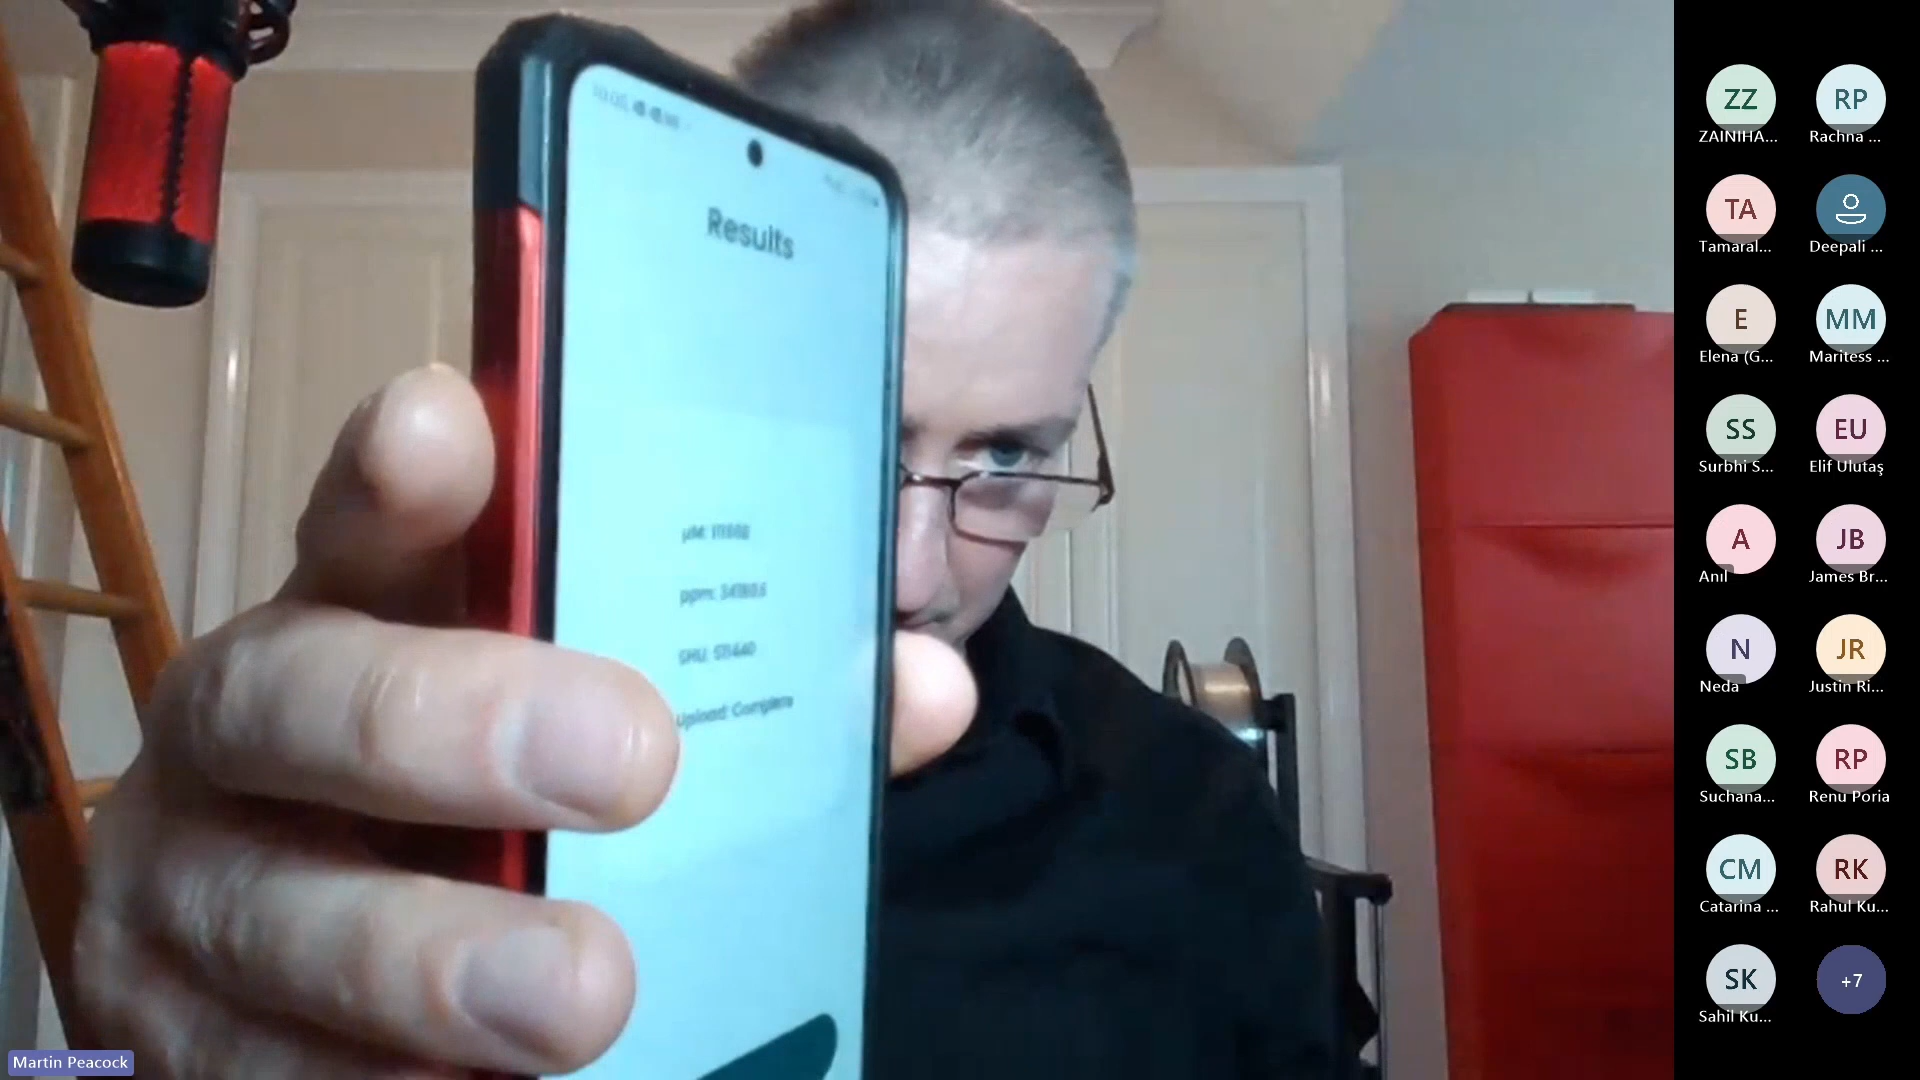 Results
ppm:
SHU:
Upload: Complete
Martin Peacock
ZZ
ZAINIHA...
RP
Rachna ...
TA
Tamaral...
Deepali ...
E
Elena (G...
MM
Maritess ...
SS
Surbhi S...
EU
Elif Ulutaş
A
Anıl
JB
James Br...
N
Neda
JR
Justin Ri...
SB
Suchana...
RP
Renu Poria
CM
Catarina ...
RK
Rahul Ku...
SK
Sahil Ku...
+7